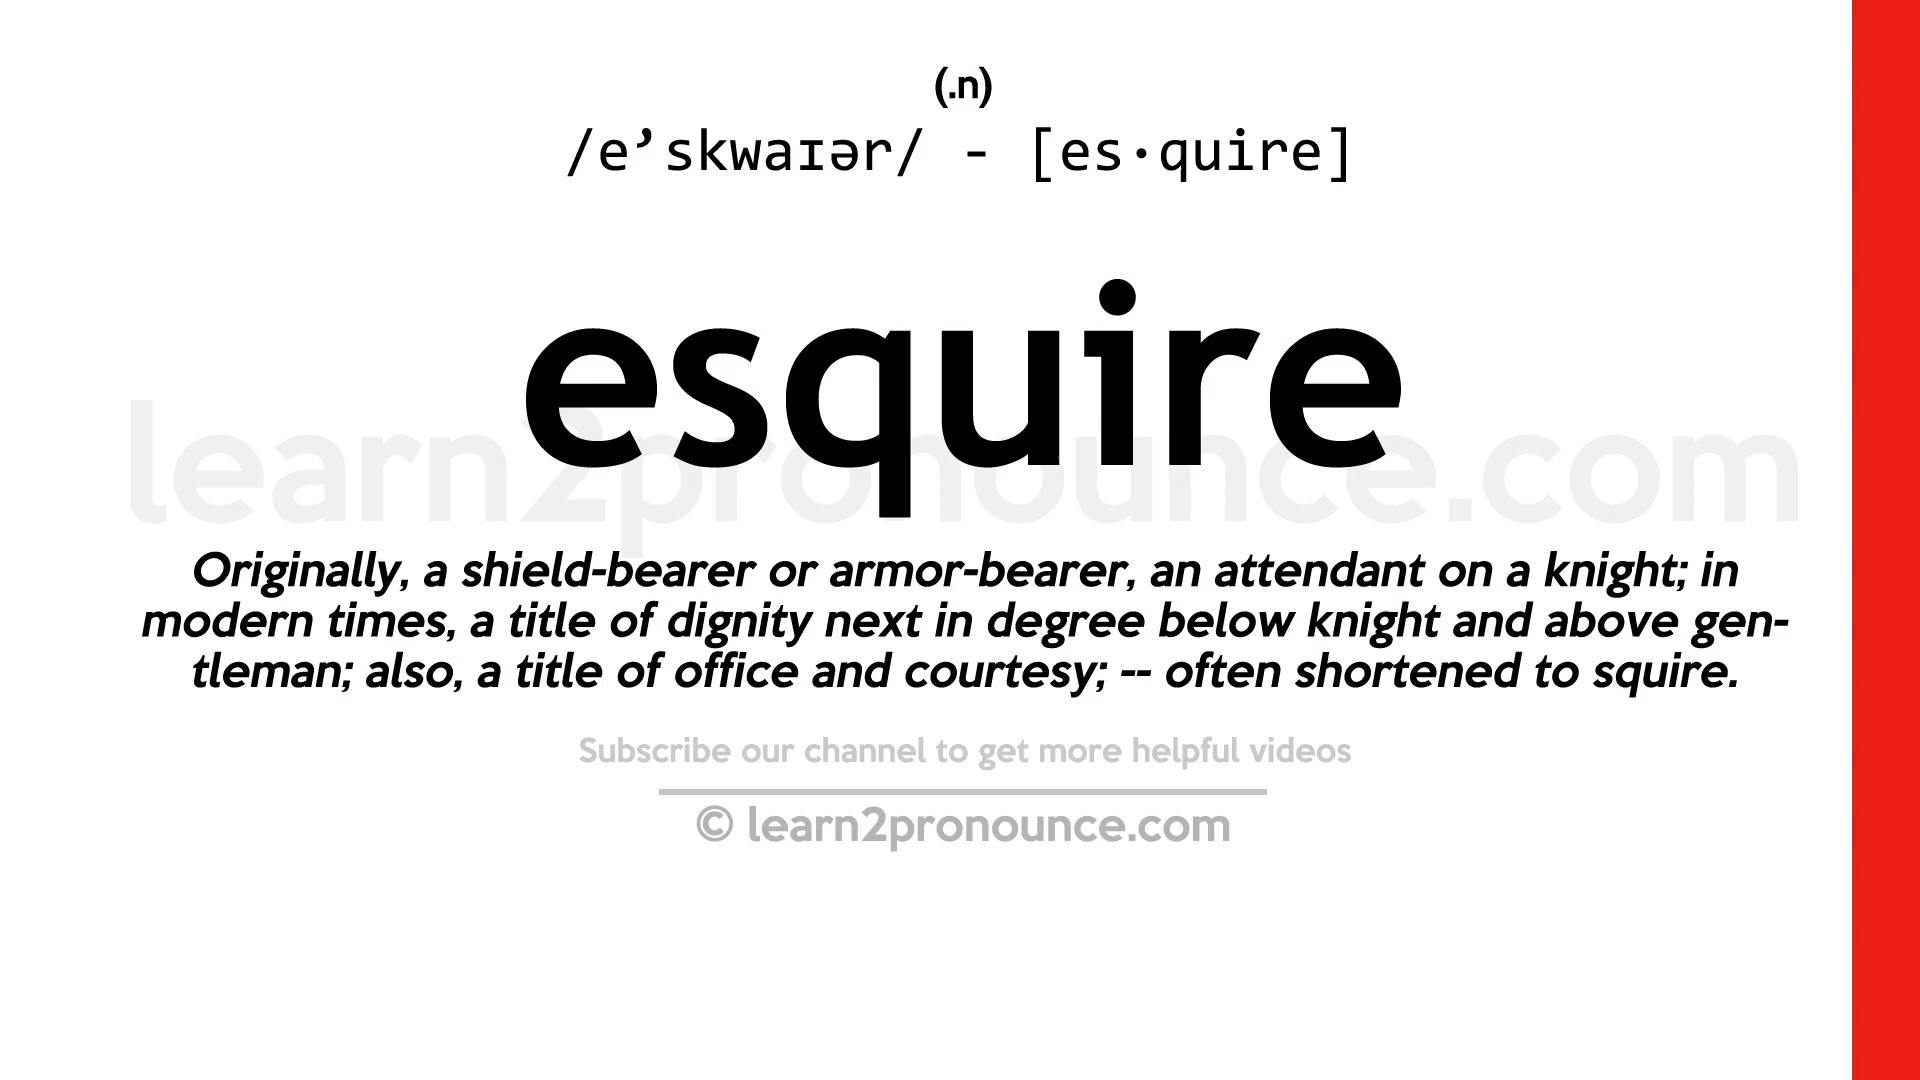 (.n)
/e’skwaɪər/ - [es·quire]
esquire
learn2pronounce.com
Originally, a shield-bearer or armor-bearer, an attendant on a knight; in
modern times, a title of dignity next in degree below knight and above gen-
tleman; also, a title of office and courtesy; -- often shortened to squire.
Subscribe our channel to get more helpful videos
© learn2pronounce.com